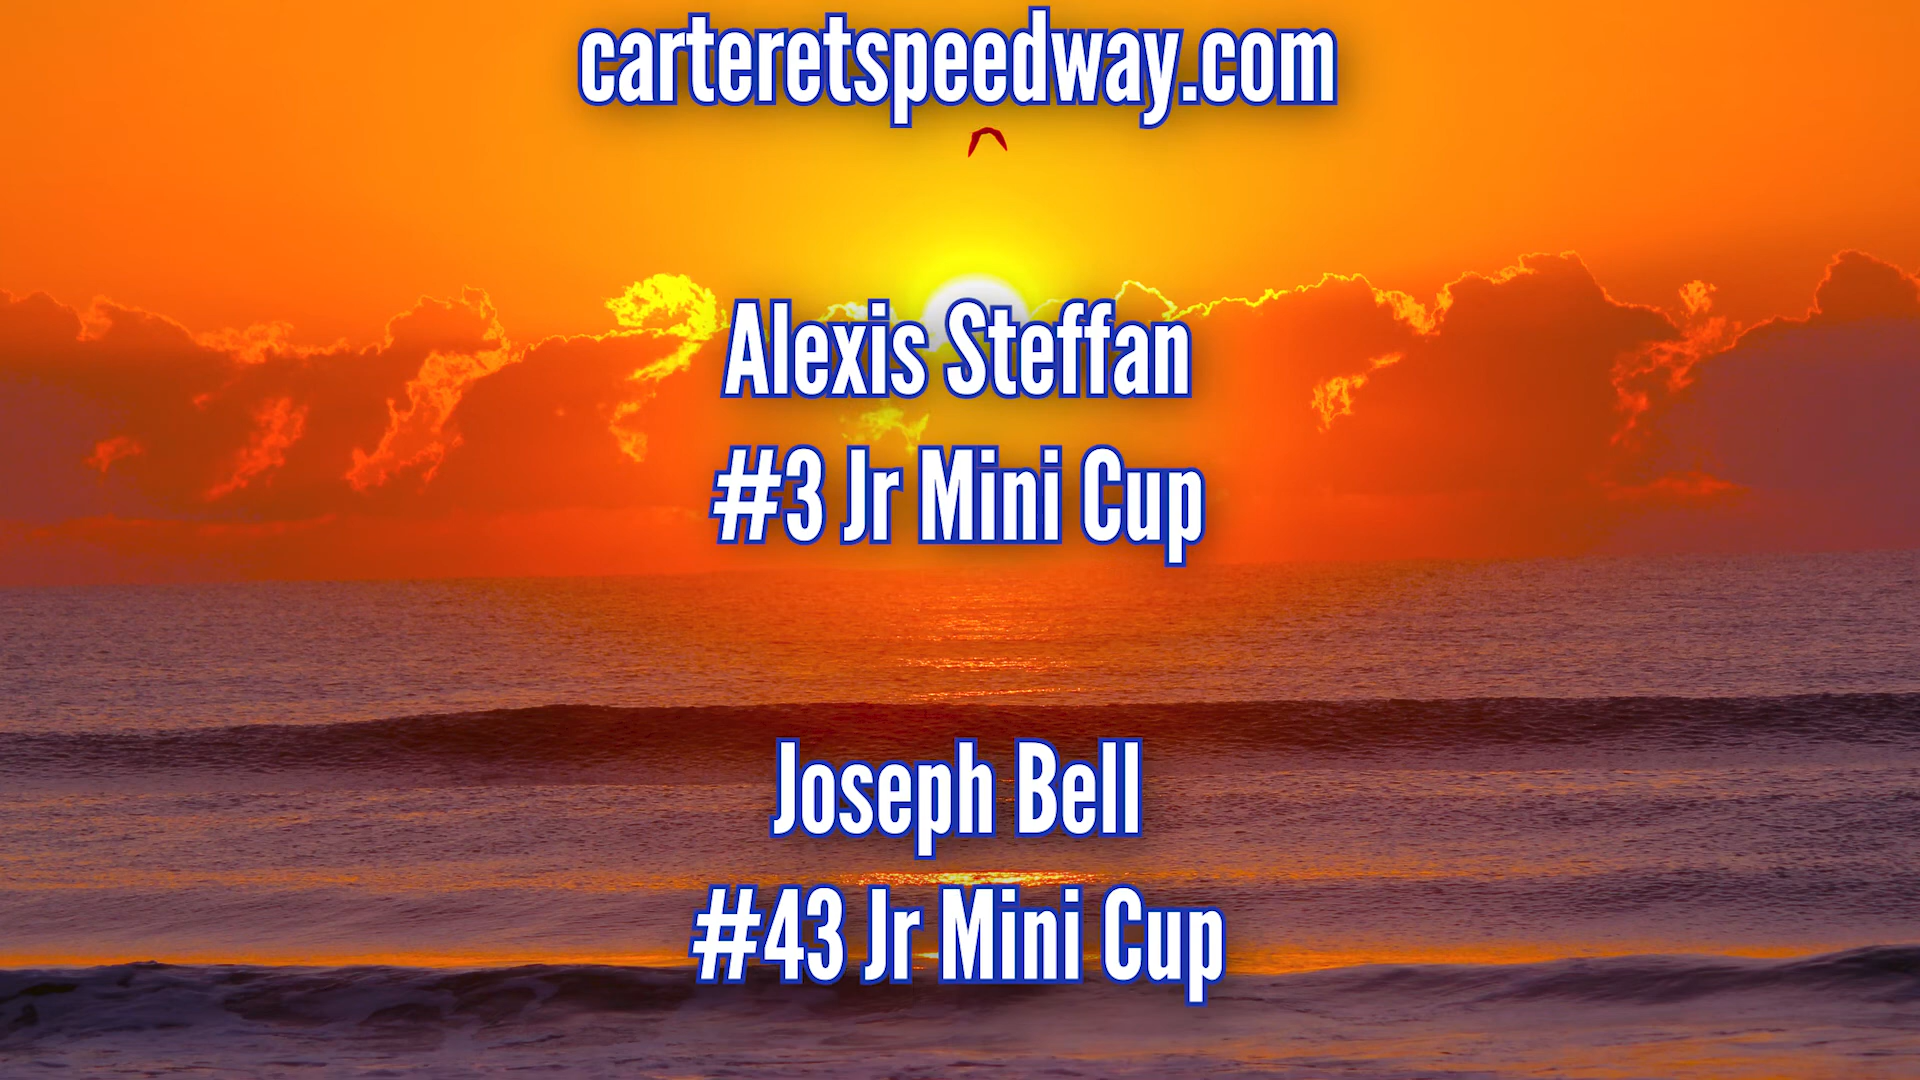 carteretspeedway.com
Alexis Steffan
#3 Jr Mini Cup
Joseph Bell
#43 Jr Mini Cup